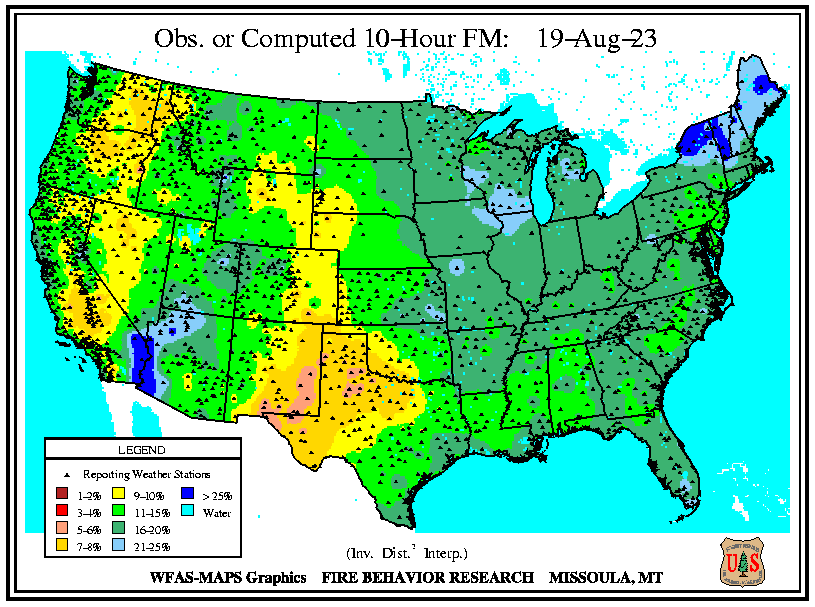 Obs. or Computed 10-Hour FM: 19-Aug-23
LEGEND
Reporting Weather Stations
1-2% 9-10% > 25%
3-4% 11-15% Water
5-6% 16-20%
7-8% 21-25%
(Inv. Dist.² Interp.)
WFAS-MAPS Graphics FIRE BEHAVIOR RESEARCH MISSOULA, MT
U S